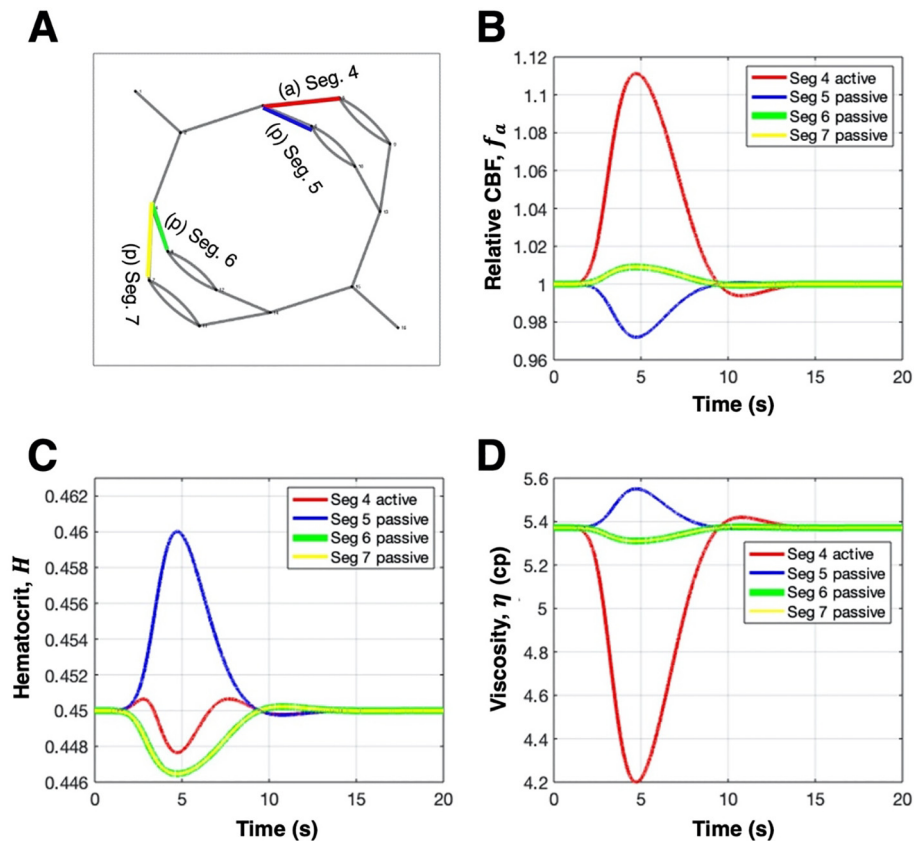 A
(a) Seg. 4
(p) Seg. 5
(p) Seg. 6
(p) Seg. 7
B
1.12
1.1
1.08
1.06
1.04
1.02
1
0.98
0.96
Relative CBF, fa
Seg 4 active
Seg 5 passive
Seg 6 passive
Seg 7 passive
0 5 10 15 20
Time (s)
C
0.462
0.46
0.458
0.456
0.454
0.452
0.45
0.448
0.446
Hematocrit, H
Seg 4 active
Seg 5 passive
Seg 6 passive
Seg 7 passive
0 5 10 15 20
Time (s)
D
5.6
5.4
5.2
5
4.8
4.6
4.4
4.2
Viscosity, η (cp)
Seg 4 active
Seg 5 passive
Seg 6 passive
Seg 7 passive
0 5 10 15 20
Time (s)